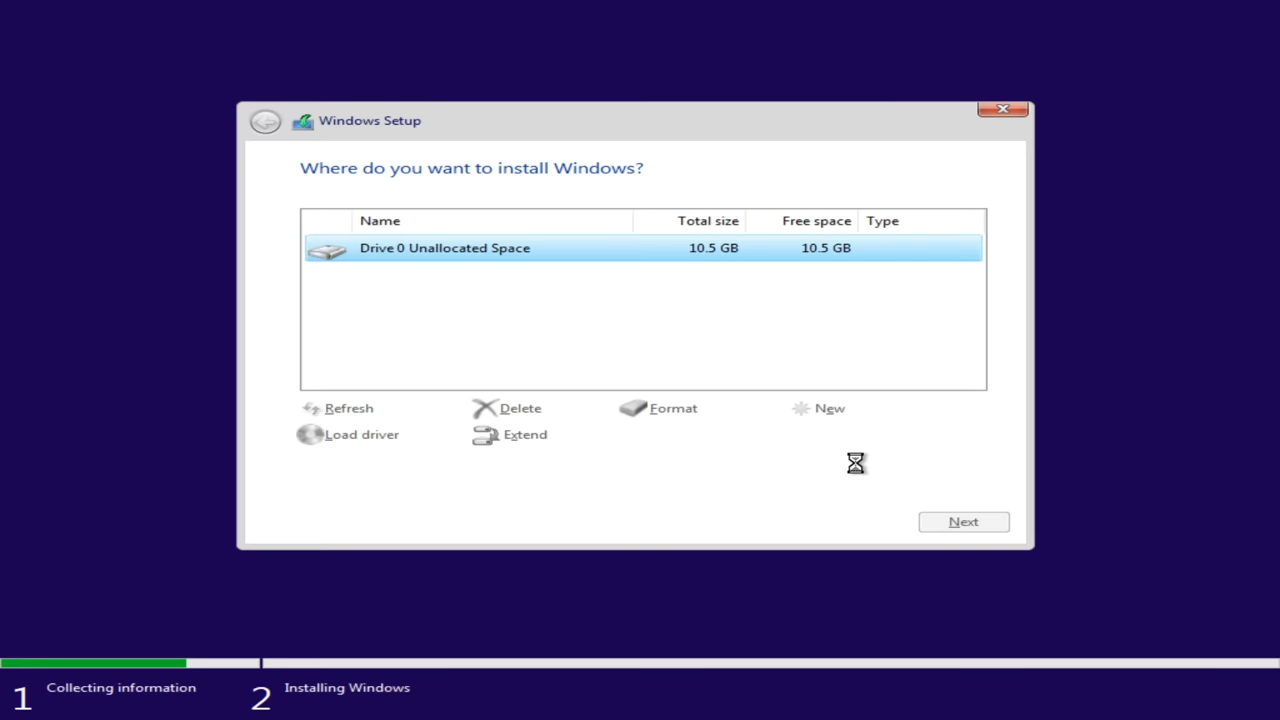 Windows Setup
Where do you want to install Windows?
Name Total size Free space Type
Drive 0 Unallocated Space 10.5 GB 10.5 GB
Refresh Delete Format New
Load driver Extend
Next
1 Collecting information 2 Installing Windows